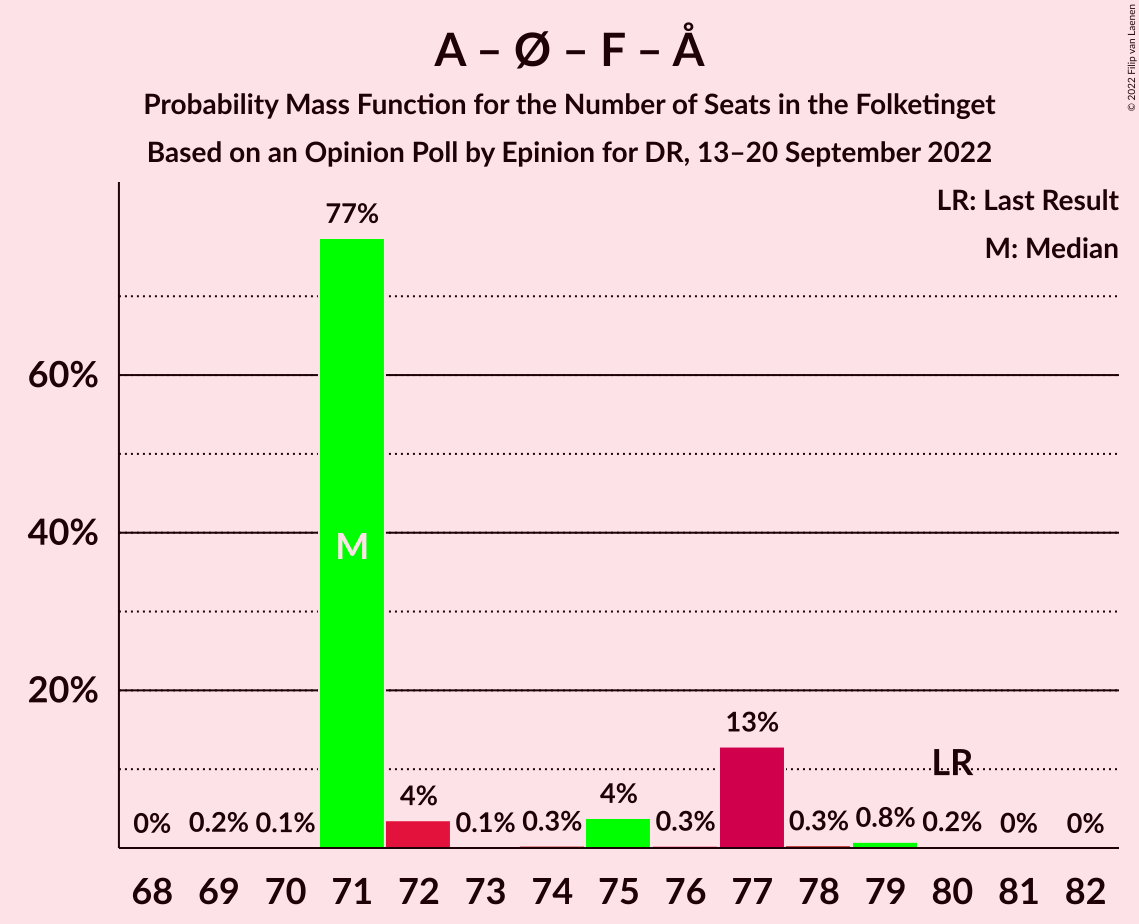 A – Ø – F – Å
Probability Mass Function for the Number of Seats in the Folketinget
Based on an Opinion Poll by Epinion for DR, 13–20 September 2022
© 2022 Filip van Laenen
LR: Last Result
M: Median
77%
60%
40%
M
20%
13%
LR
0% 0.2% 0.1% 4% 0.1% 0.3% 4% 0.3% 0.3% 0.8% 0.2% 0% 0%
68 69 70 71 72 73 74 75 76 77 78 79 80 81 82